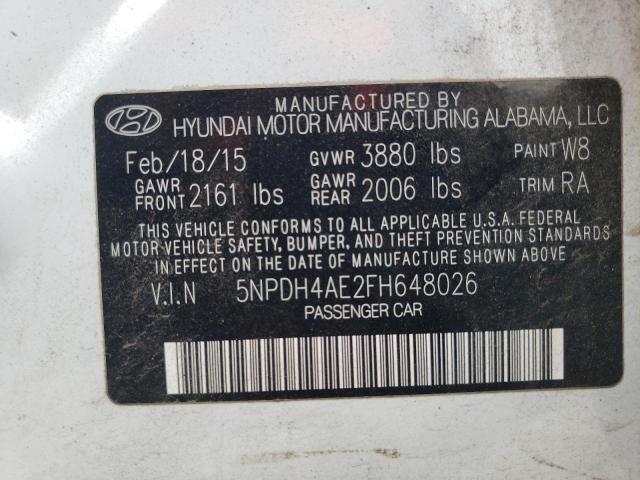 MANUFACTURED BY
HYUNDAI MOTOR MANUFACTURING ALABAMA, LLC
Feb/18/15 GVWR 3880 lbs PAINT W8
GAWR FRONT 2161 lbs GAWR REAR 2006 lbs TRIM RA
THIS VEHICLE CONFORMS TO ALL APPLICABLE U.S.A. FEDERAL
MOTOR VEHICLE SAFETY, BUMPER, AND THEFT PREVENTION STANDARDS
IN EFFECT ON THE DATE OF MANUFACTURE SHOWN ABOVE
V.I.N 5NPDH4AE2FH648026
PASSENGER CAR